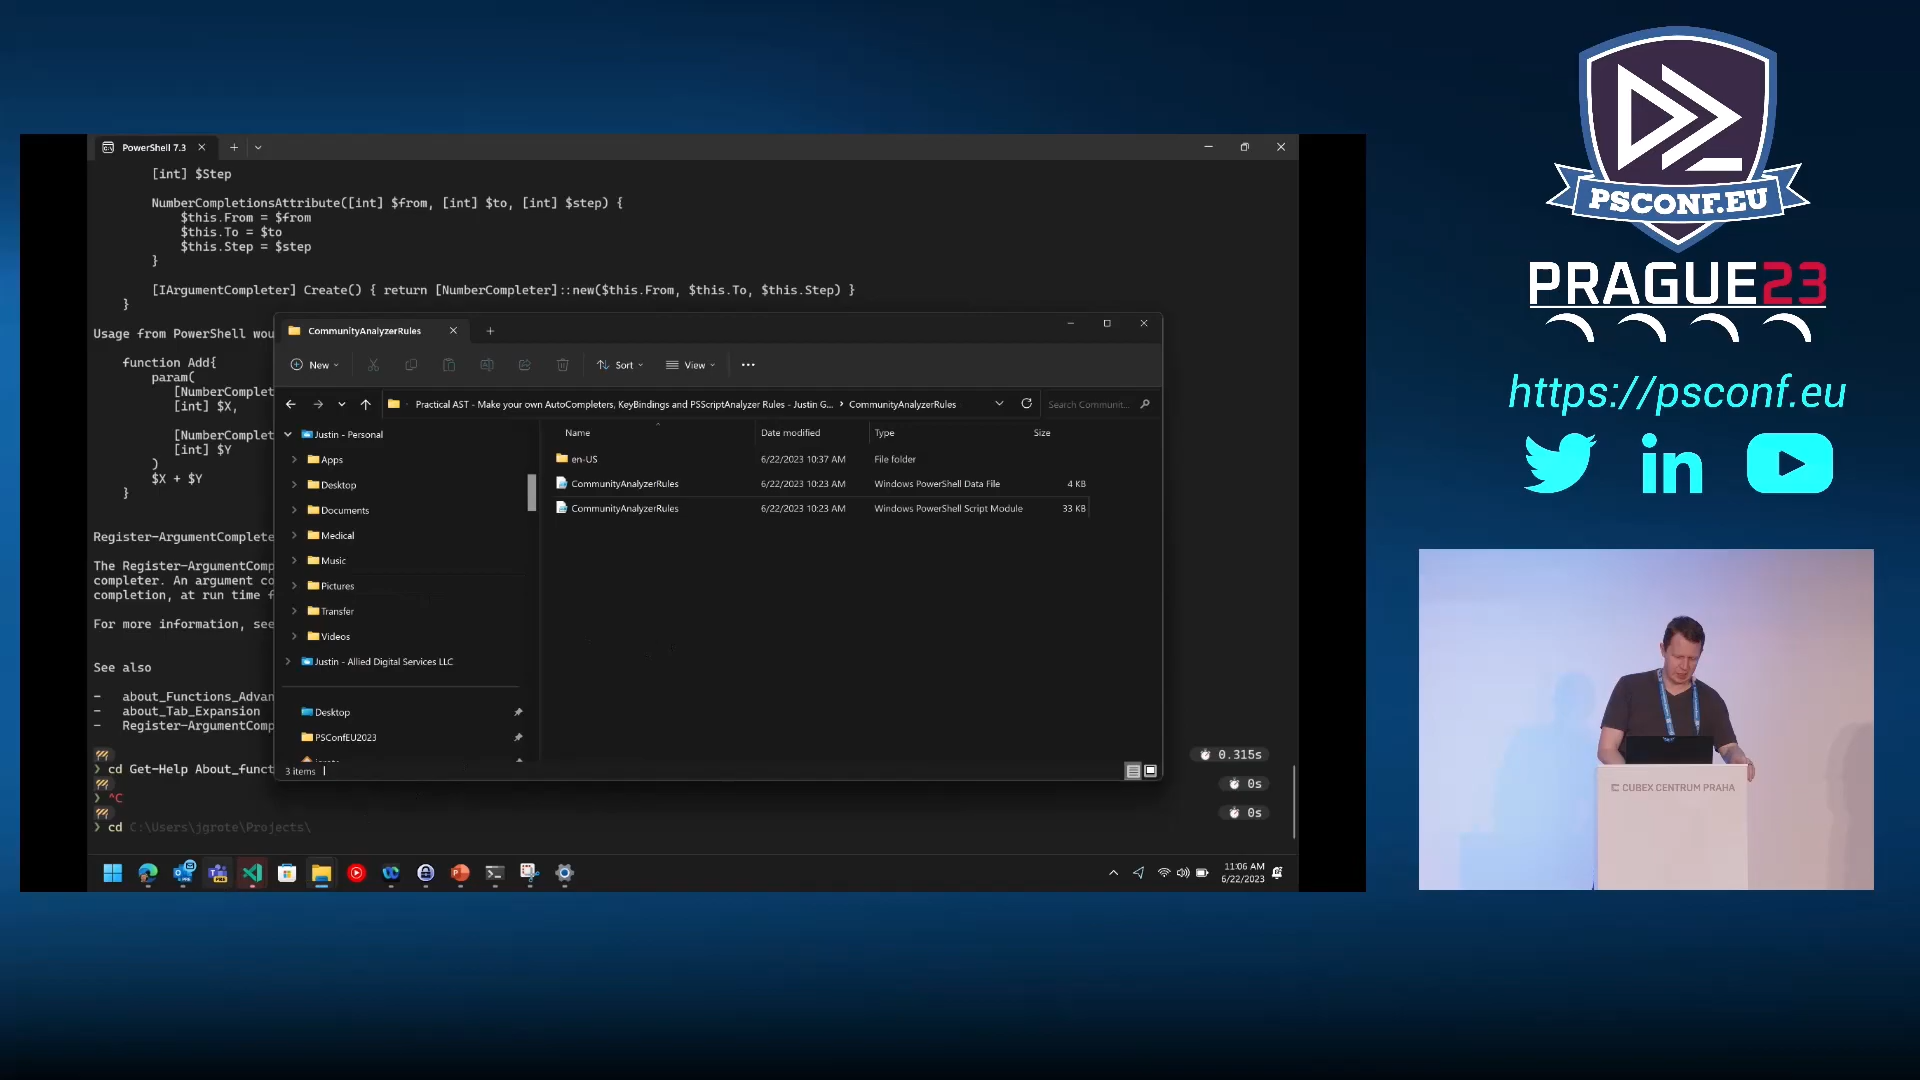 PowerShell 7.3
[int] $Step
NumberCompletionsAttribute([int] $from, [int] $to, [int] $step) {
$this.From = $from
$this.To = $to
$this.Step = $step
}
[IArgumentCompleter] Create() { return [NumberCompleter]::new($this.From, $this.To, $this.Step) }
}
Usage from PowerShell wou
function Add{
param(
[NumberComplet
[int] $X,
[NumberComplet
[int] $Y
)
$X + $Y
}
Register-ArgumentComplete
The Register-ArgumentComp
completer. An argument co
completion, at run time f
For more information, see
See also
- about_Functions_Advan
- about_Tab_Expansion
- Register-ArgumentComp
❯ cd Get-Help About_funct
❯ ^C
❯ cd C:\Users\jgrote\Projects\
0.315s
0s
0s
CommunityAnalyzerRules
New
Sort
View
Practical AST - Make your own AutoCompleters, KeyBindings and PSScriptAnalyzer Rules - Justin G... › CommunityAnalyzerRules
Search Communit...
Justin - Personal
Apps
Desktop
Documents
Medical
Music
Pictures
Transfer
Videos
Justin - Allied Digital Services LLC
Desktop
PSConfEU2023
Name Date modified Type Size
en-US 6/22/2023 10:37 AM File folder
CommunityAnalyzerRules 6/22/2023 10:23 AM Windows PowerShell Data File 4 KB
CommunityAnalyzerRules 6/22/2023 10:23 AM Windows PowerShell Script Module 33 KB
3 items
11:06 AM
6/22/2023
PSCONF.EU
PRAGUE23
https://psconf.eu
in
CUBEX CENTRUM PRAHA